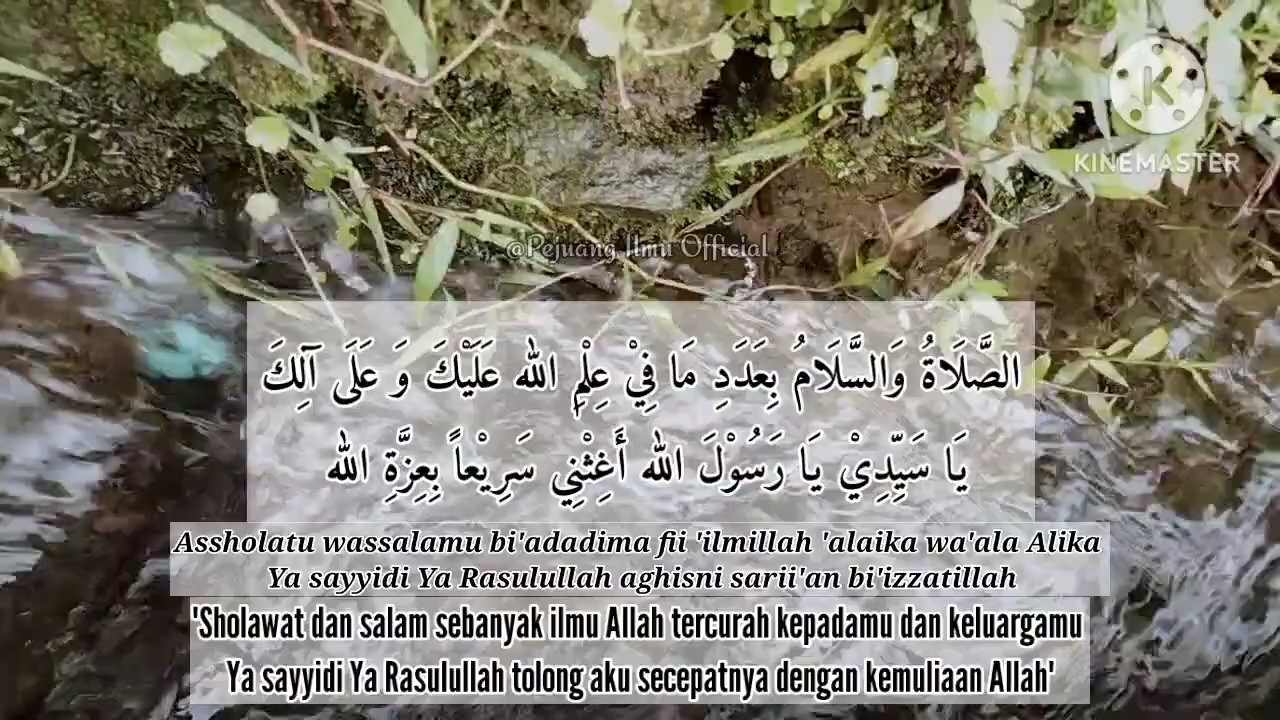 K
KINEMASTER
@Pejuang Ilmu Official
الصَّلَاةُ وَالسَّلَامُ بِعَدَدِ مَا فِيْ عِلْمِ الله عَلَيْكَ وَ عَلَى آلِكَ
يَا سَيِّدِيْ يَا رَسُوْلَ الله أَغِثْنِي سَرِيْعاً بِعِزَّةِ الله
Assholatu wassalamu bi'adadima fii 'ilmillah 'alaika wa'ala Alika
Ya sayyidi Ya Rasulullah aghisni sarii'an bi'izzatillah
'Sholawat dan salam sebanyak ilmu Allah tercurah kepadamu dan keluargamu
Ya sayyidi Ya Rasulullah tolong aku secepatnya dengan kemuliaan Allah'